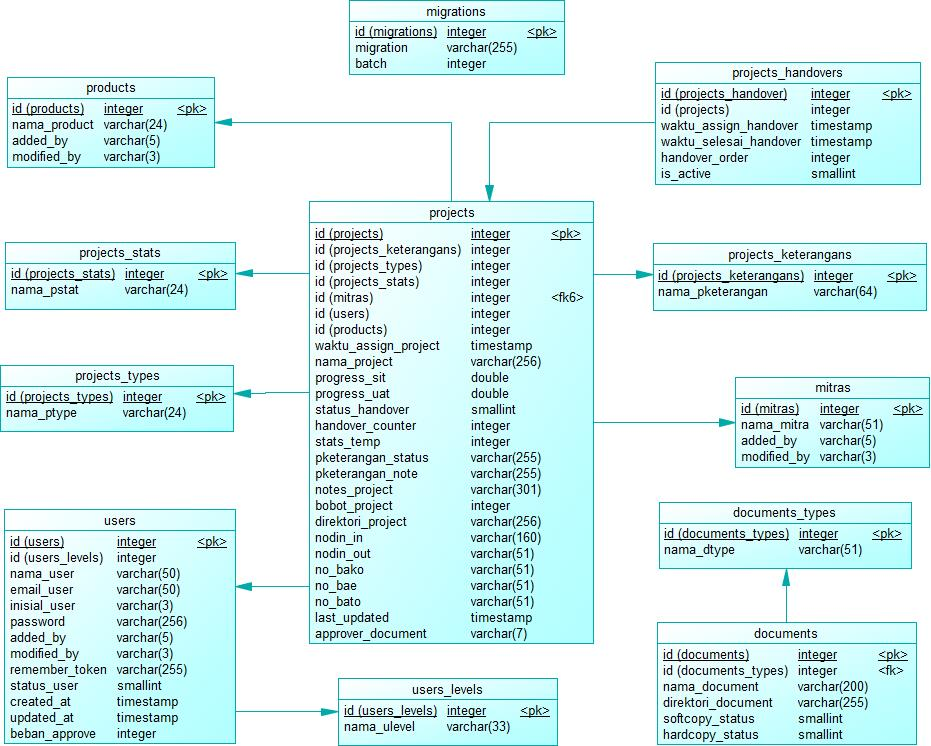 migrations
id (migrations) integer <pk>
migration varchar(255)
batch integer
products
id (products) integer <pk>
nama_product varchar(24)
added_by varchar(5)
modified_by varchar(3)
projects_handovers
id (projects_handover) integer <pk>
id (projects) integer
waktu_assign_handover timestamp
waktu_selesai_handover timestamp
handover_order integer
is_active smallint
projects
id (projects) integer <pk>
id (projects_keterangans) integer
id (projects_types) integer
id (projects_stats) integer
id (mitras) integer <fk6>
id (users) integer
id (products) integer
waktu_assign_project timestamp
nama_project varchar(256)
progress_sit double
progress_uat double
status_handover smallint
handover_counter integer
stats_temp integer
pketerangan_status varchar(255)
pketerangan_note varchar(255)
notes_project varchar(301)
bobot_project integer
direktori_project varchar(256)
nodin_in varchar(160)
nodin_out varchar(51)
no_bako varchar(51)
no_bae varchar(51)
no_bato varchar(51)
last_updated timestamp
approver_document varchar(7)
projects_stats
id (projects_stats) integer <pk>
nama_pstat varchar(24)
projects_keterangans
id (projects_keterangans) integer <pk>
nama_pketerangan varchar(64)
projects_types
id (projects_types) integer <pk>
nama_ptype varchar(24)
mitras
id (mitras) integer <pk>
nama_mitra varchar(51)
added_by varchar(5)
modified_by varchar(3)
users
id (users) integer <pk>
id (users_levels) integer
nama_user varchar(50)
email_user varchar(50)
inisial_user varchar(3)
password varchar(256)
added_by varchar(5)
modified_by varchar(3)
remember_token varchar(255)
status_user smallint
created_at timestamp
updated_at timestamp
beban_approve integer
documents_types
id (documents_types) integer <pk>
nama_dtype varchar(51)
documents
id (documents) integer <pk>
id (documents_types) integer <fk>
nama_document varchar(200)
direktori_document varchar(255)
softcopy_status smallint
hardcopy_status smallint
users_levels
id (users_levels) integer <pk>
nama_ulevel varchar(33)